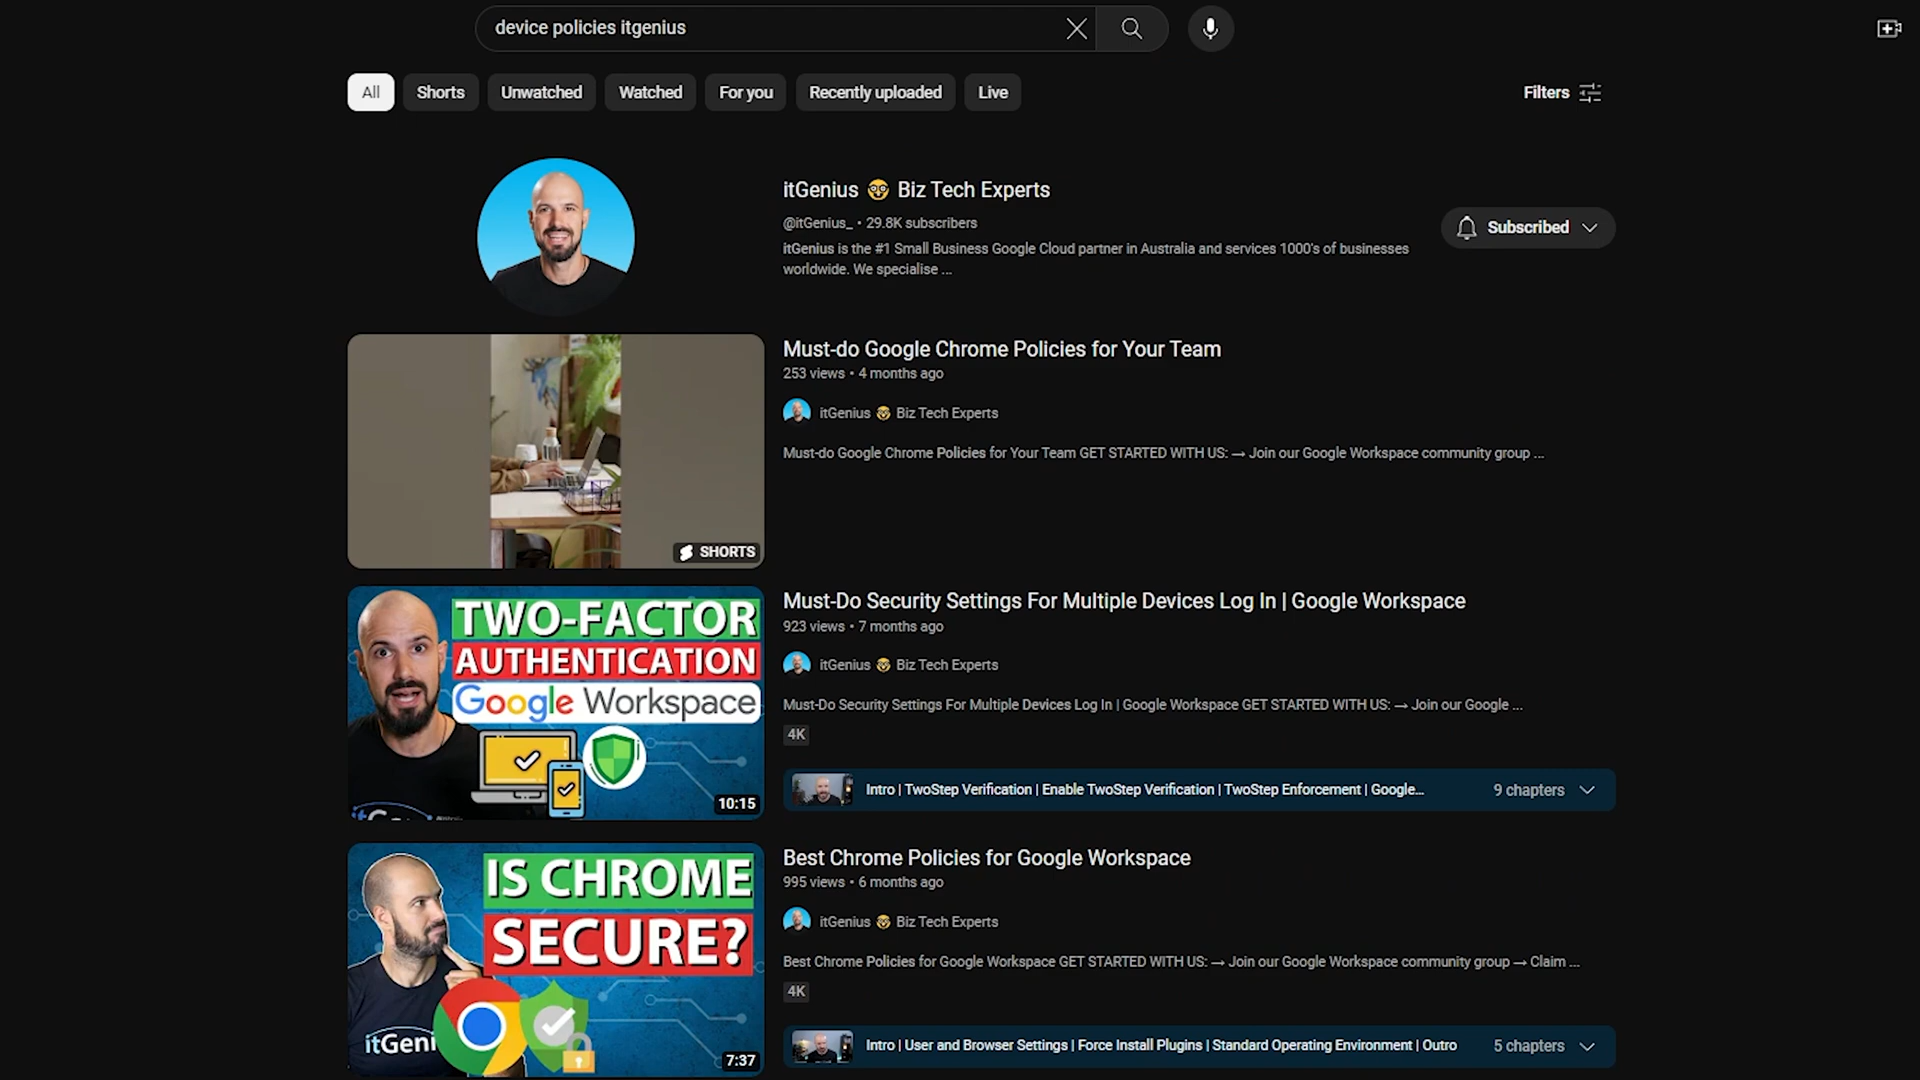 device policies itgenius
All
Shorts
Unwatched
Watched
For you
Recently uploaded
Live
Filters
itGenius 🤓 Biz Tech Experts
@itGenius_ • 29.8K subscribers
itGenius is the #1 Small Business Google Cloud partner in Australia and services 1000's of businesses
worldwide. We specialise ...
Subscribed
SHORTS
Must-do Google Chrome Policies for Your Team
253 views • 4 months ago
itGenius 🤓 Biz Tech Experts
Must-do Google Chrome Policies for Your Team GET STARTED WITH US: → Join our Google Workspace community group ...
TWO-FACTOR
AUTHENTICATION
Google Workspace
10:15
Must-Do Security Settings For Multiple Devices Log In | Google Workspace
923 views • 7 months ago
itGenius 🤓 Biz Tech Experts
Must-Do Security Settings For Multiple Devices Log In | Google Workspace GET STARTED WITH US: → Join our Google ...
4K
Intro | TwoStep Verification | Enable TwoStep Verification | TwoStep Enforcement | Google...
9 chapters
IS CHROME
SECURE?
itGeni
7:37
Best Chrome Policies for Google Workspace
995 views • 6 months ago
itGenius 🤓 Biz Tech Experts
Best Chrome Policies for Google Workspace GET STARTED WITH US: → Join our Google Workspace community group → Claim ...
4K
Intro | User and Browser Settings | Force Install Plugins | Standard Operating Environment | Outro
5 chapters